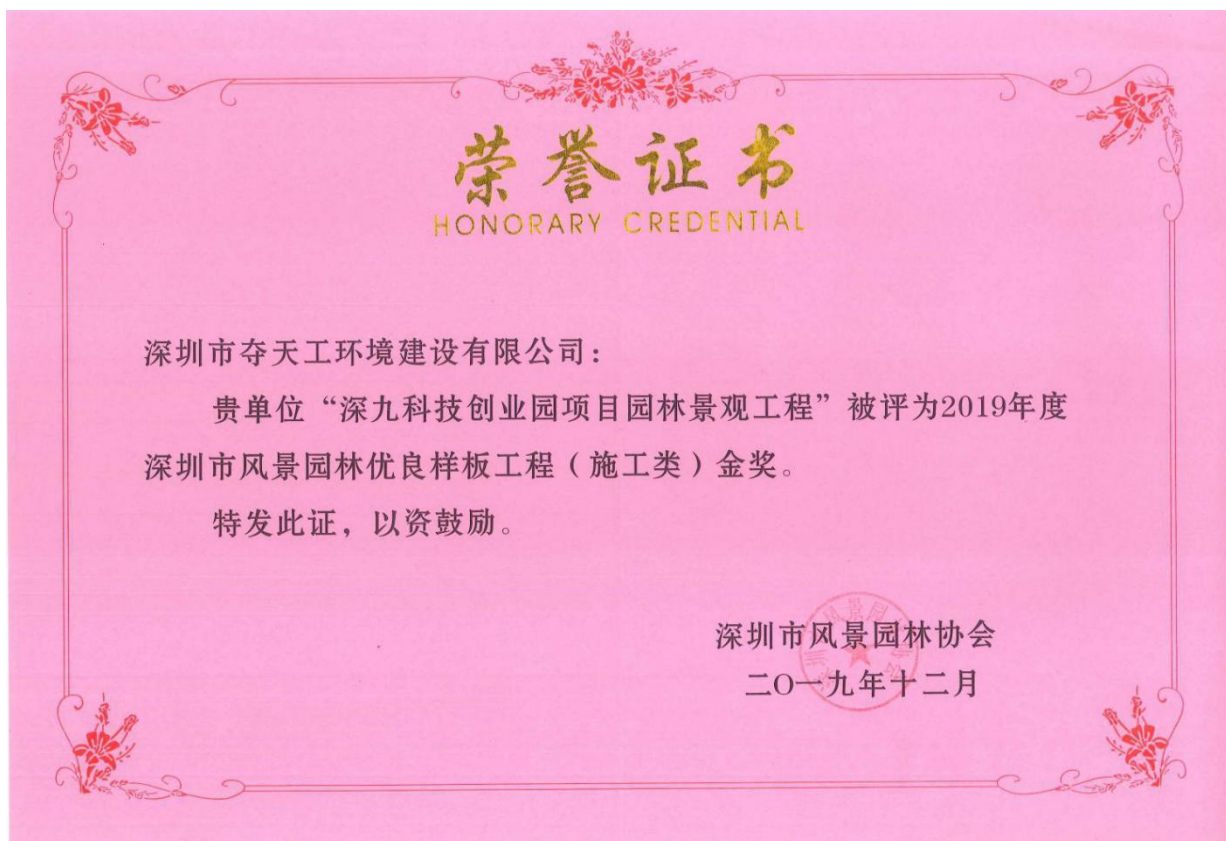 荣誉证书
HONORARY CREDENTIAL
深圳市夺天工环境建设有限公司：
贵单位“深九科技创业园项目园林景观工程”被评为2019年度
深圳市风景园林优良样板工程（施工类）金奖。
特发此证，以资鼓励。
深圳市风景园林协会
二O一九年十二月